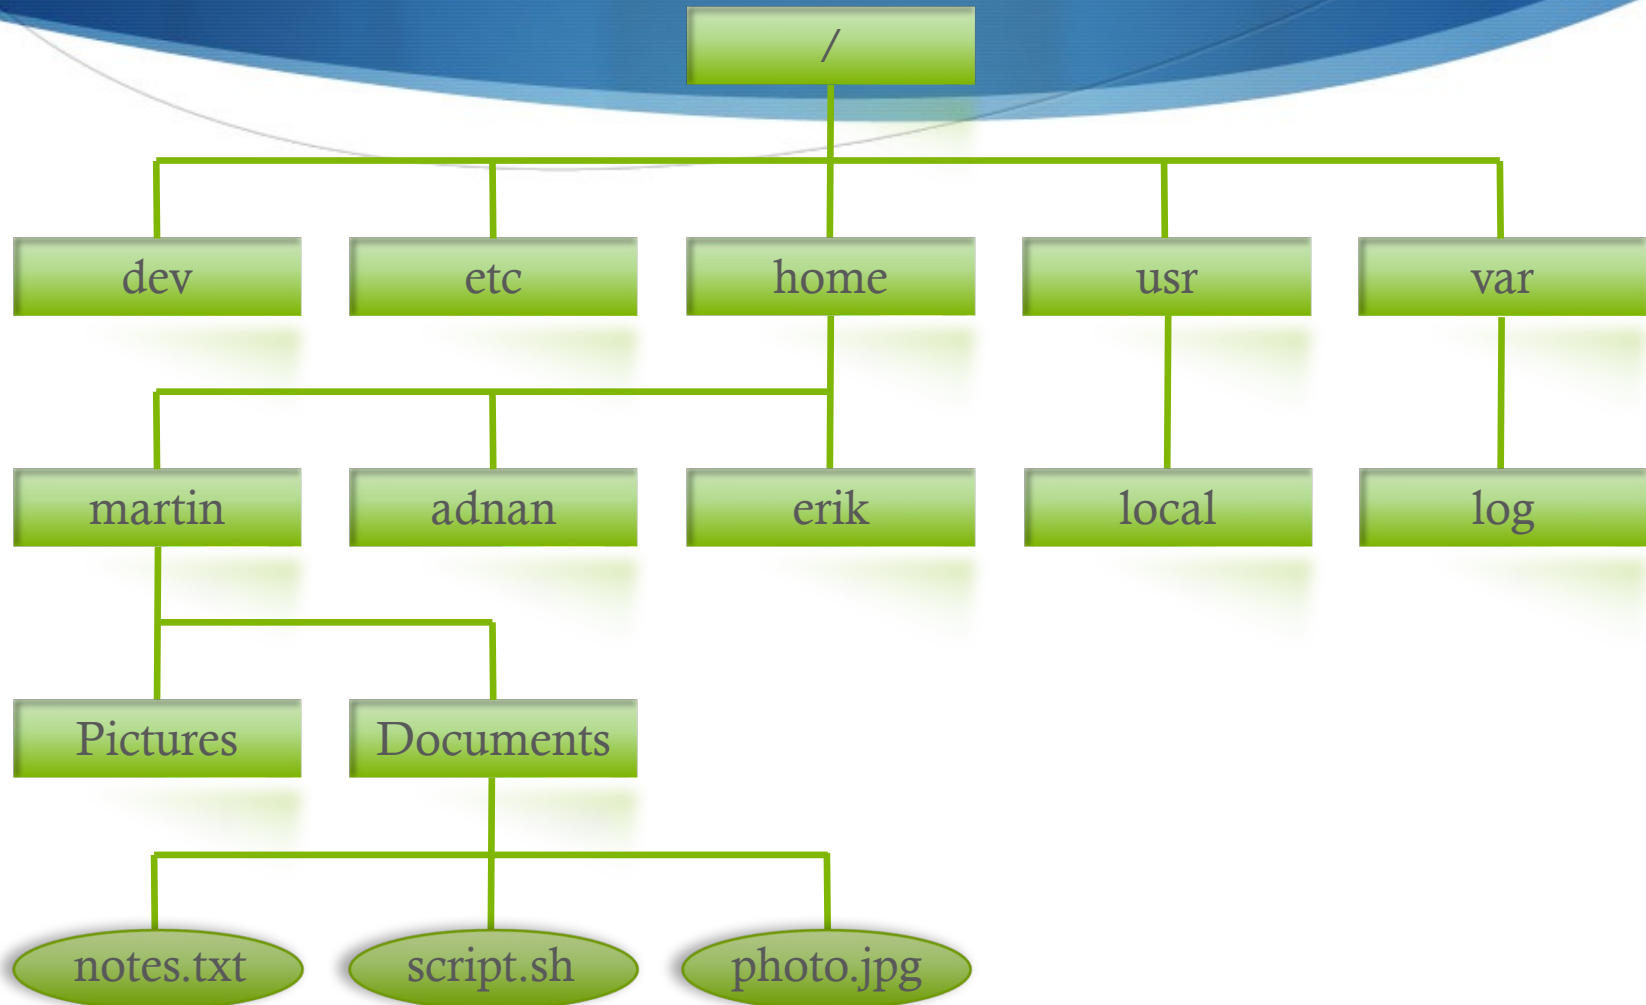 /
dev etc home usr var
martin adnan erik local log
Pictures Documents
notes.txt script.sh photo.jpg